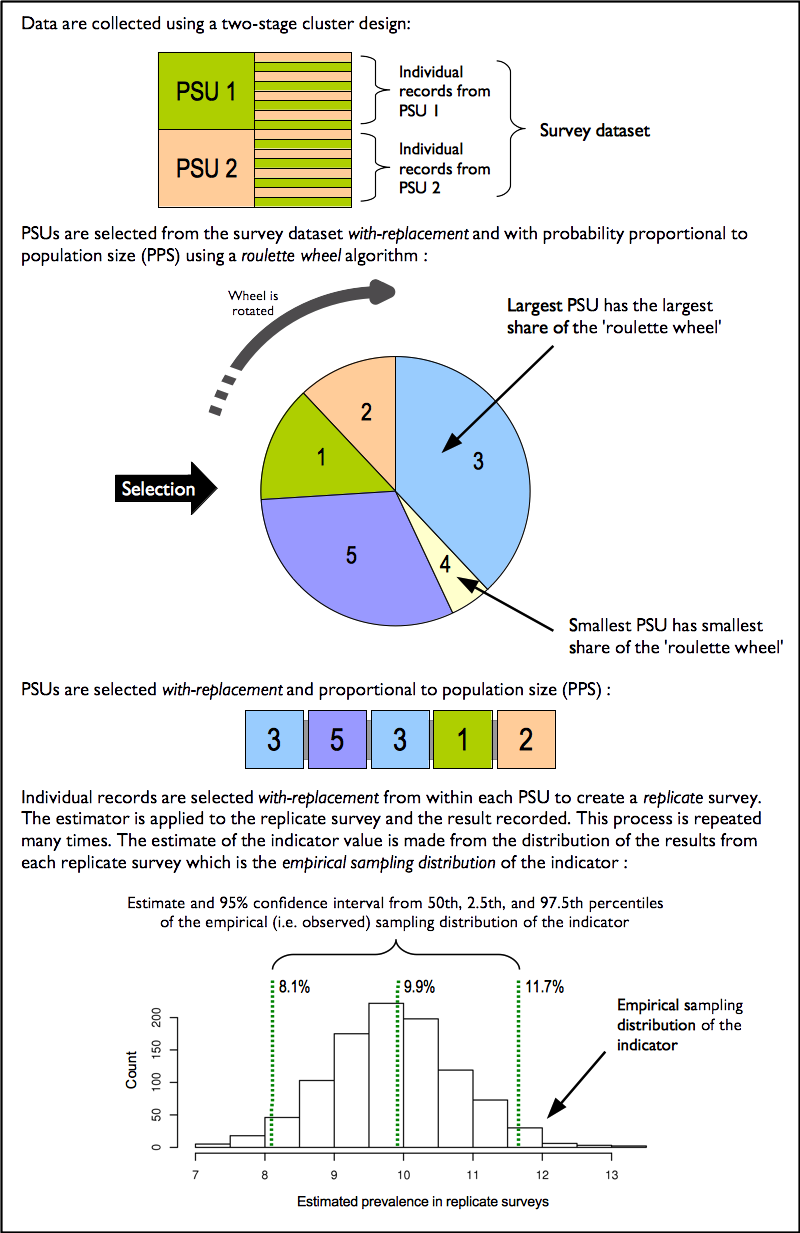 Data are collected using a two-stage cluster design:
PSU 1
Individual
records from
PSU 1
Survey dataset
PSU 2
Individual
records from
PSU 2
PSUs are selected from the survey dataset with-replacement and with probability proportional to
population size (PPS) using a roulette wheel algorithm :
Wheel is
rotated
Largest PSU has the largest
share of the 'roulette wheel'
2
3
1
Selection
5
4
Smallest PSU has smallest
share of the 'roulette wheel'
PSUs are selected with-replacement and proportional to population size (PPS) :
3 5 3 1 2
Individual records are selected with-replacement from within each PSU to create a replicate survey.
The estimator is applied to the replicate survey and the result recorded. This process is repeated
many times. The estimate of the indicator value is made from the distribution of the results from
each replicate survey which is the empirical sampling distribution of the indicator :
Estimate and 95% confidence interval from 50th, 2.5th, and 97.5th percentiles
of the empirical (i.e. observed) sampling distribution of the indicator
8.1% 9.9% 11.7%
Empirical sampling
distribution of the
indicator
Count
200
150
100
50
0
7 8 9 10 11 12 13
Estimated prevalence in replicate surveys